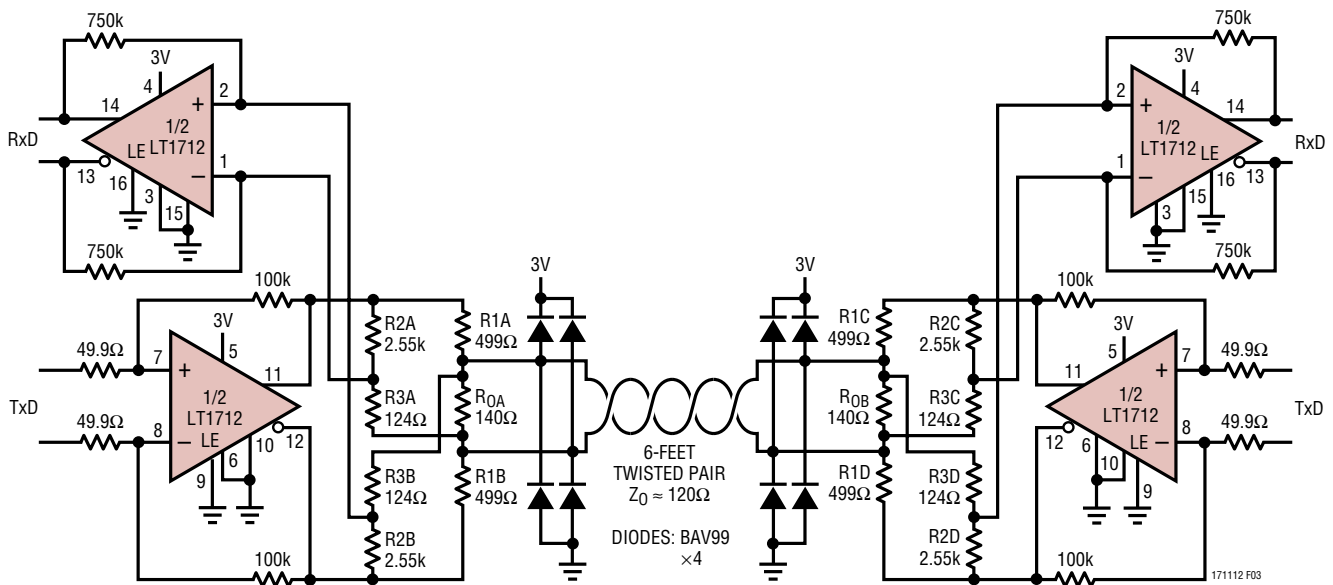 750k
3V
4
14
2
+
1/2
LT1712
LE
RxD
13
16
3
15
1
−
750k
100k
3V
5
49.9Ω
7
+
11
1/2
LT1712
LE
TxD
49.9Ω
8
−
9
6
10
12
100k
R2A
2.55k
R1A
499Ω
R3A
124Ω
ROA
140Ω
R3B
124Ω
R1B
499Ω
R2B
2.55k
3V
3V
6-FEET
TWISTED PAIR
ZO ≈ 120Ω
DIODES: BAV99
×4
R1C
499Ω
R2C
2.55k
ROB
140Ω
R3C
124Ω
R1D
499Ω
R3D
124Ω
R2D
2.55k
750k
3V
4
2
+
14
1/2
LT1712
LE
RxD
1
−
13
16
15
3
750k
100k
3V
5
7
+
49.9Ω
11
1/2
LT1712
LE
TxD
12
8
−
49.9Ω
6
10
9
100k
171112 F03